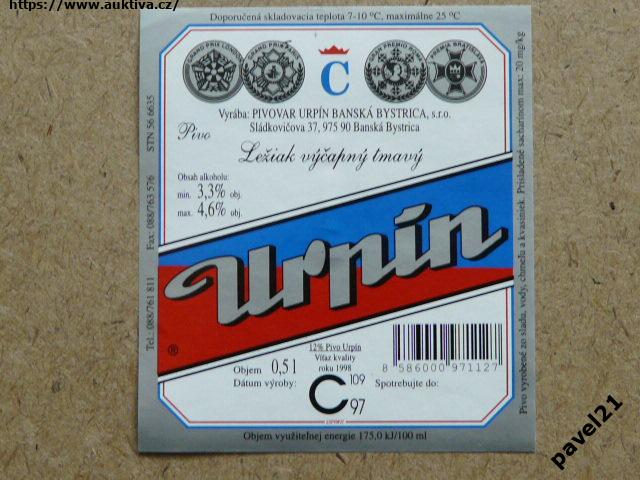 https://www.auktiva.cz/
Doporučená skladovacia teplota 7-10 °C, maximálne 25 °C
C
Vyrába: PIVOVAR URPÍN BANSKÁ BYSTRICA, s.r.o.
Sládkovičova 37, 975 90 Banská Bystrica
Pivo
Ležiak výčapný tmavý
Obsah alkoholu:
min. 3,3% obj.
max. 4,6% obj.
Urpín
®
12% Pivo Urpín
Víťaz kvality
roku 1998
Objem 0,5 l
Dátum výroby:
Spotrebujte do:
C 109
97
8 586000 971127
Objem využiteľnej energie 175,0 kJ/100 ml
Tel.: 088/761 811 Fax: 088/763 576 STN 56 6635
Pivo vyrobené zo sladu, vody, chmeľu a kvasiniek. Prisladené sacharínom max: 20 mg/kg
pavel21